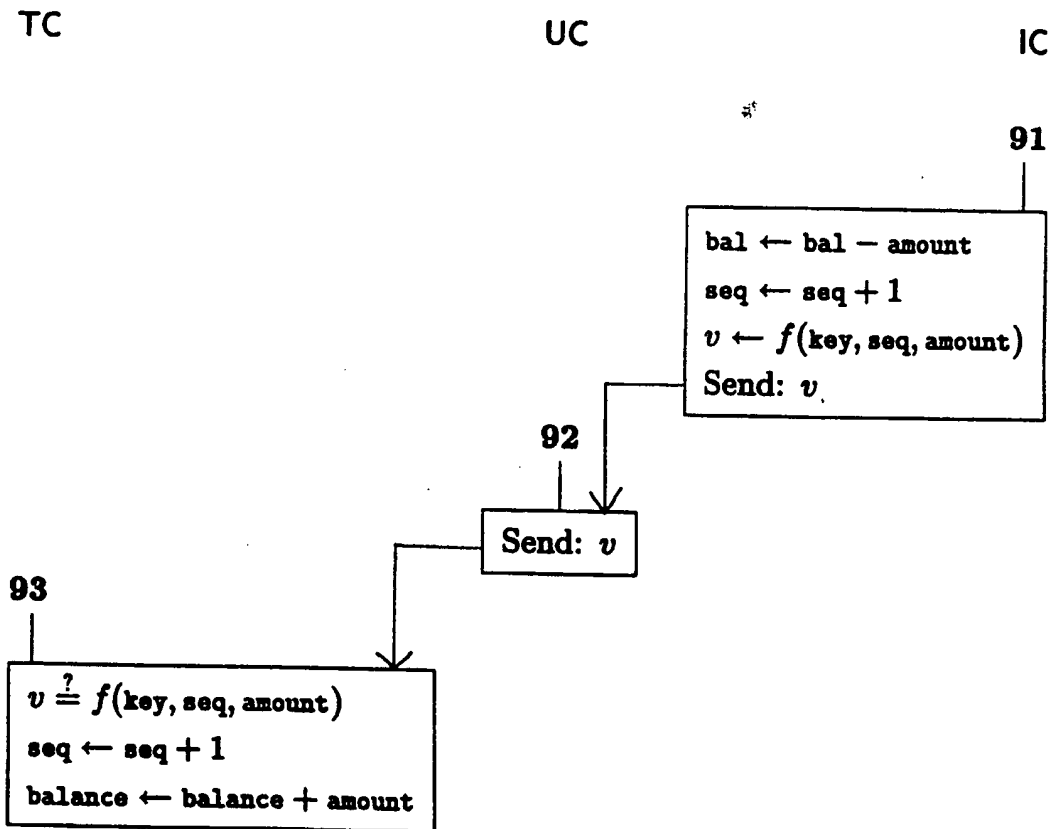 TC
UC
IC
91
bal ← bal − amount
seq ← seq + 1
v ← f(key, seq, amount)
Send: v
92
Send: v
93
v ≟ f(key, seq, amount)
seq ← seq + 1
balance ← balance + amount